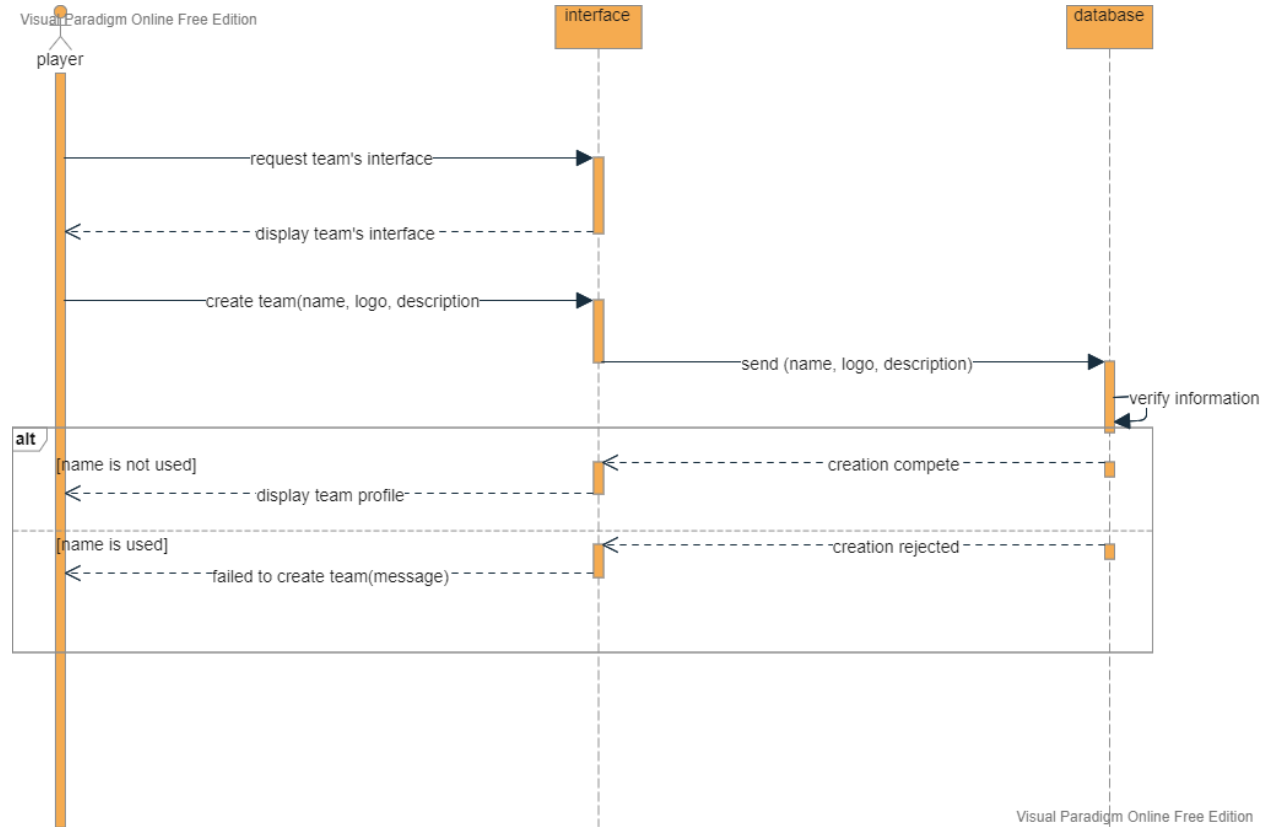 Visual Paradigm Online Free Edition
interface
database
player
request team's interface
display team's interface
create team(name, logo, description
send (name, logo, description)
verify information
alt
[name is not used]
creation compete
display team profile
[name is used]
creation rejected
failed to create team(message)
Visual Paradigm Online Free Edition